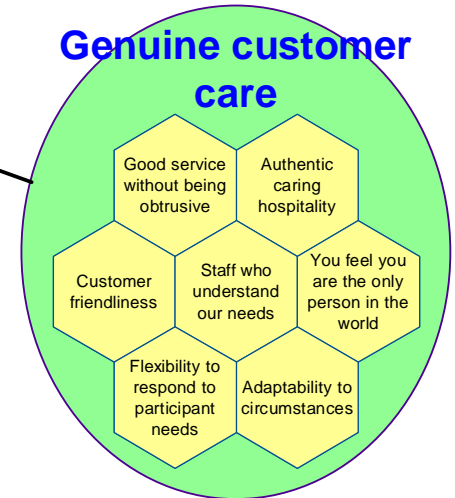 Genuine customer
care
Good service
without being
obtrusive
Authentic
caring
hospitality
Customer
friendliness
Staff who
understand
our needs
You feel you
are the only
person in the
world
Flexibility to
respond to
participant
needs
Adaptability to
circumstances